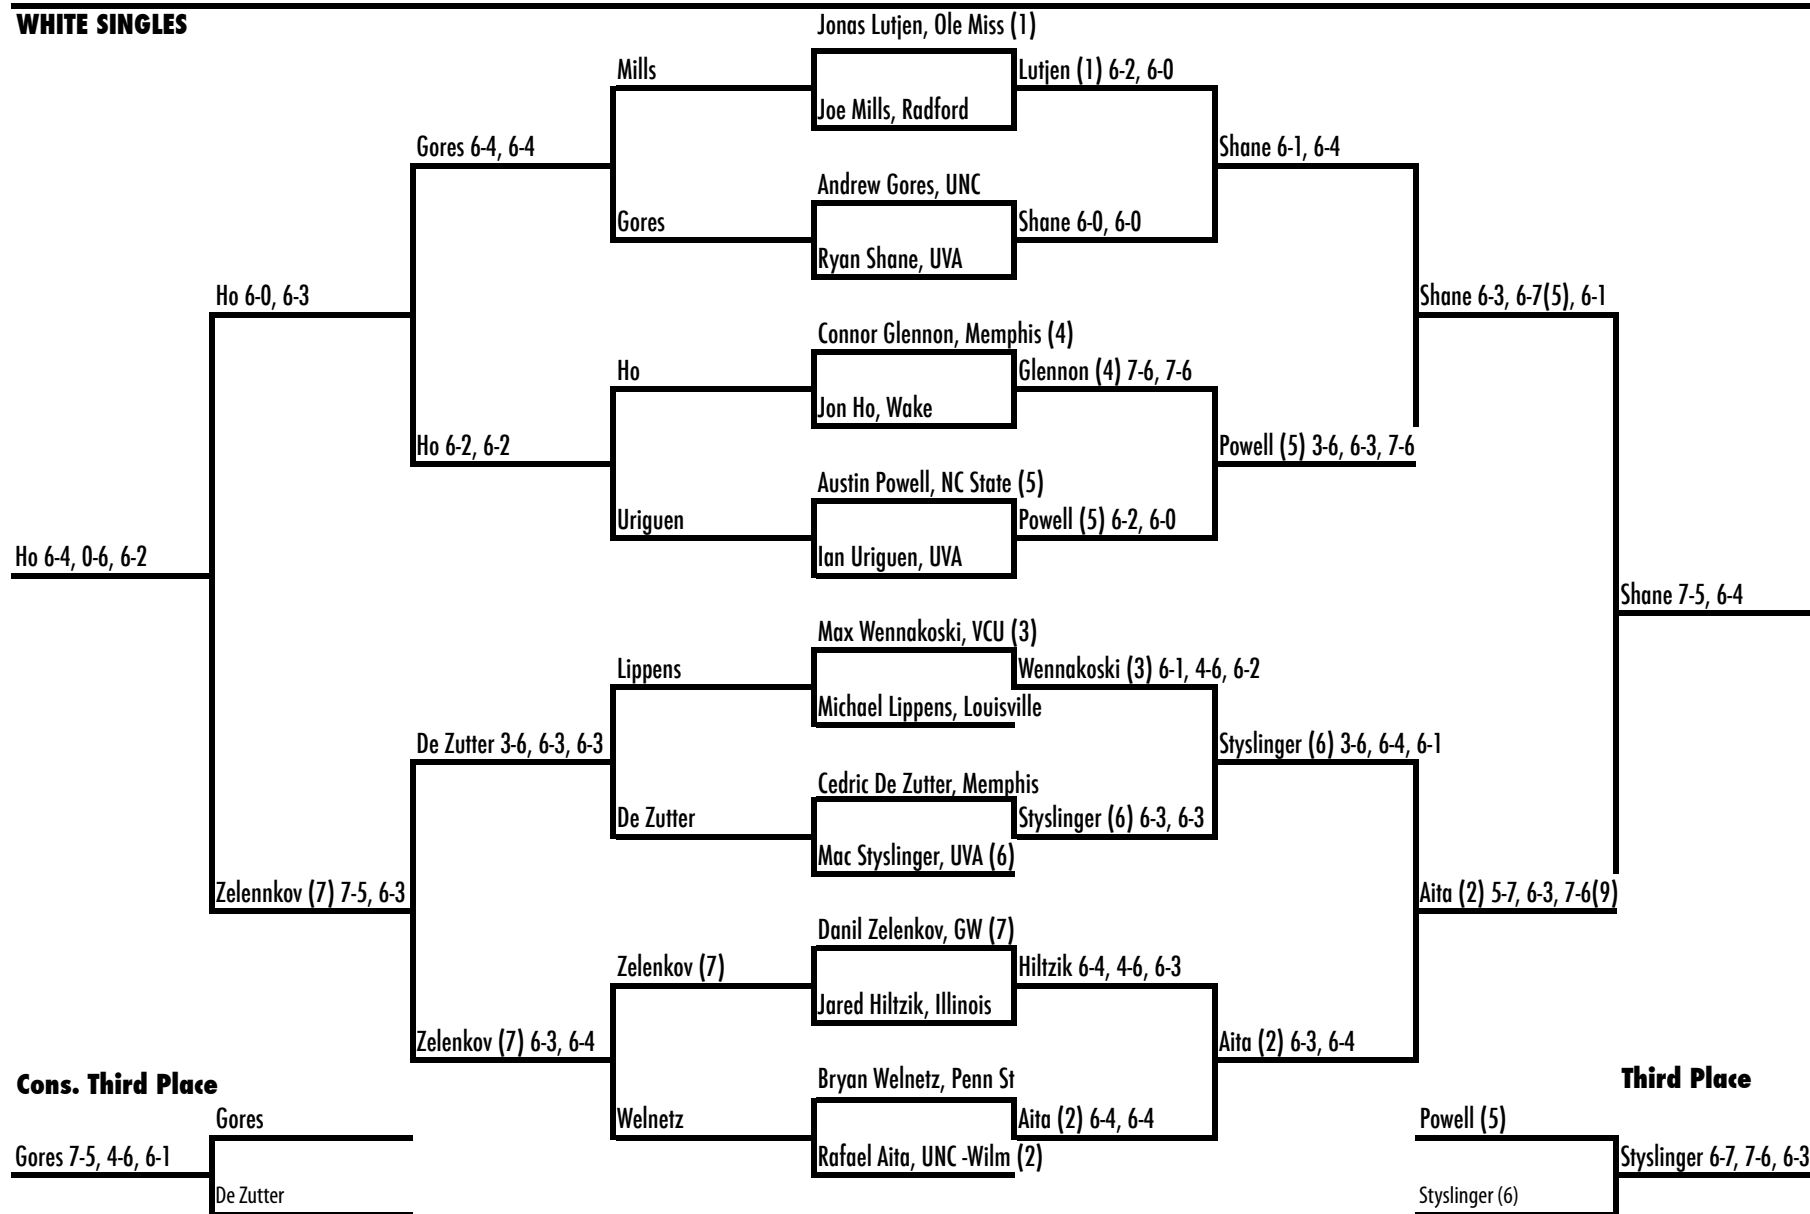 WHITE SINGLES
Jonas Lutjen, Ole Miss (1)
Mills
Lutjen (1) 6-2, 6-0
Joe Mills, Radford
Gores 6-4, 6-4
Shane 6-1, 6-4
Andrew Gores, UNC
Gores
Shane 6-0, 6-0
Ryan Shane, UVA
Ho 6-0, 6-3
Shane 6-3, 6-7(5), 6-1
Connor Glennon, Memphis (4)
Ho
Glennon (4) 7-6, 7-6
Jon Ho, Wake
Ho 6-2, 6-2
Powell (5) 3-6, 6-3, 7-6
Austin Powell, NC State (5)
Uriguen
Powell (5) 6-2, 6-0
Ian Uriguen, UVA
Ho 6-4, 0-6, 6-2
Shane 7-5, 6-4
Max Wennakoski, VCU (3)
Lippens
Wennakoski (3) 6-1, 4-6, 6-2
Michael Lippens, Louisville
De Zutter 3-6, 6-3, 6-3
Styslinger (6) 3-6, 6-4, 6-1
Cedric De Zutter, Memphis
De Zutter
Styslinger (6) 6-3, 6-3
Mac Styslinger, UVA (6)
Zelennkov (7) 7-5, 6-3
Aita (2) 5-7, 6-3, 7-6(9)
Danil Zelenkov, GW (7)
Zelenkov (7)
Hiltzik 6-4, 4-6, 6-3
Jared Hiltzik, Illinois
Zelenkov (7) 6-3, 6-4
Aita (2) 6-3, 6-4
Bryan Welnetz, Penn St
Welnetz
Aita (2) 6-4, 6-4
Rafael Aita, UNC -Wilm (2)
Cons. Third Place
Gores
Gores 7-5, 4-6, 6-1
De Zutter
Third Place
Powell (5)
Styslinger 6-7, 7-6, 6-3
Styslinger (6)